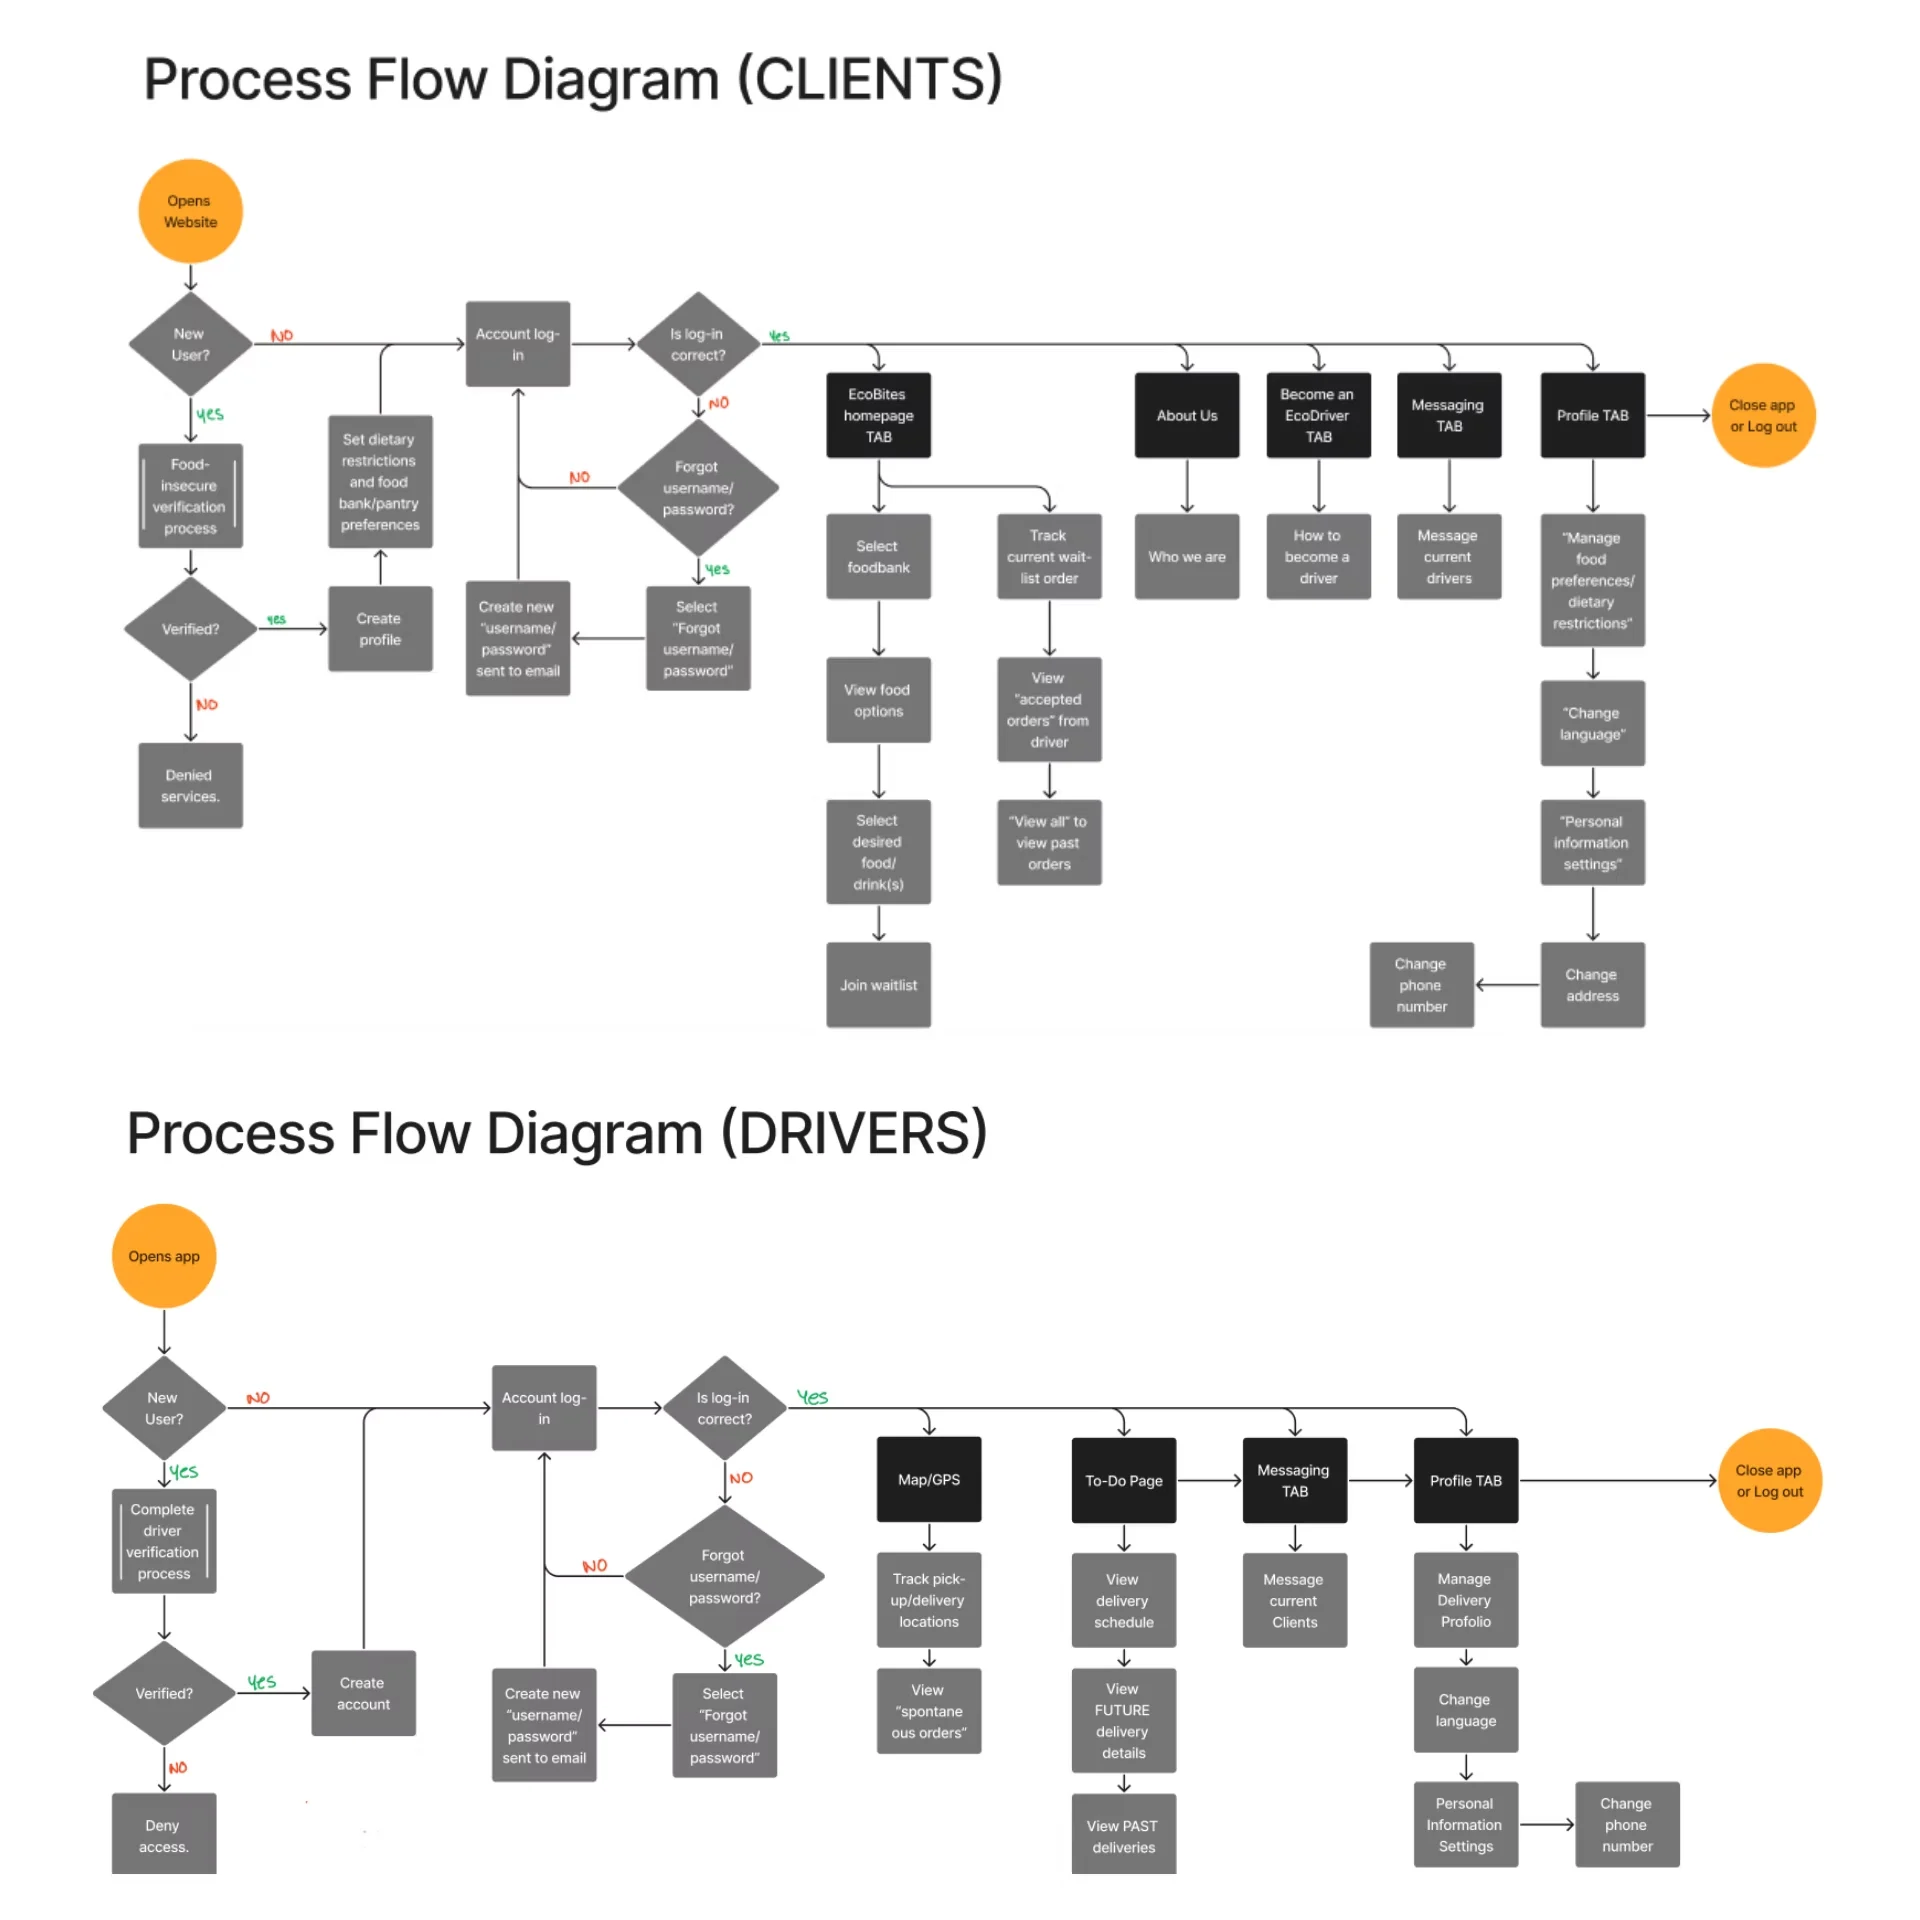 Process Flow Diagram (CLIENTS)
Opens
Website
New
User?
NO
yes
Food-
insecure
verification
process
Verified?
yes
NO
Denied
services.
Create
profile
Set dietary
restrictions
and food
bank/pantry
preferences
Account log-
in
Is log-in
correct?
yes
NO
Forgot
username/
password?
NO
yes
Select
"Forgot
username/
password"
Create new
"username/
password"
sent to email
EcoBites
homepage
TAB
Select
foodbank
View food
options
Select
desired
food/
drink(s)
Join waitlist
Track
current wait-
list order
View
"accepted
orders" from
driver
"View all" to
view past
orders
About Us
Who we are
Become an
EcoDriver
TAB
How to
become a
driver
Messaging
TAB
Message
current
drivers
Profile TAB
"Manage
food
preferences/
dietary
restrictions"
"Change
language"
"Personal
information
settings"
Change
address
Change
phone
number
Close app
or Log out
Process Flow Diagram (DRIVERS)
Opens app
New
User?
NO
yes
Complete
driver
verification
process
Verified?
yes
NO
Deny
access.
Create
account
Account log-
in
Is log-in
correct?
Yes
NO
Forgot
username/
password?
NO
yes
Select
"Forgot
username/
password"
Create new
"username/
password"
sent to email
Map/GPS
Track pick-
up/delivery
locations
View
"spontane
ous orders"
To-Do Page
View
delivery
schedule
View
FUTURE
delivery
details
View PAST
deliveries
Messaging
TAB
Message
current
Clients
Profile TAB
Manage
Delivery
Profolio
Change
language
Personal
Information
Settings
Change
phone
number
Close app
or Log out